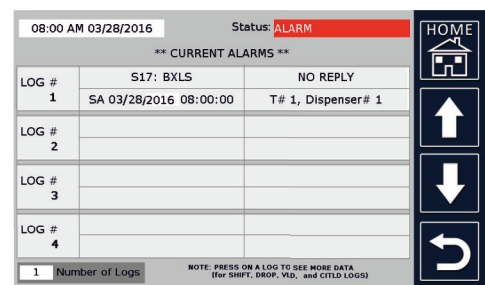 08:00 AM 03/28/2016 Status: ALARM HOME
** CURRENT ALARMS **
LOG # 1 S17: BXLS NO REPLY
SA 03/28/2016 08:00:00 T# 1, Dispenser# 1
LOG # 2
LOG # 3
LOG # 4
1 Number of Logs NOTE: PRESS ON A LOG TO SEE MORE DATA
(for SHIFT, DROP, VLD, and CITLD LOGS)